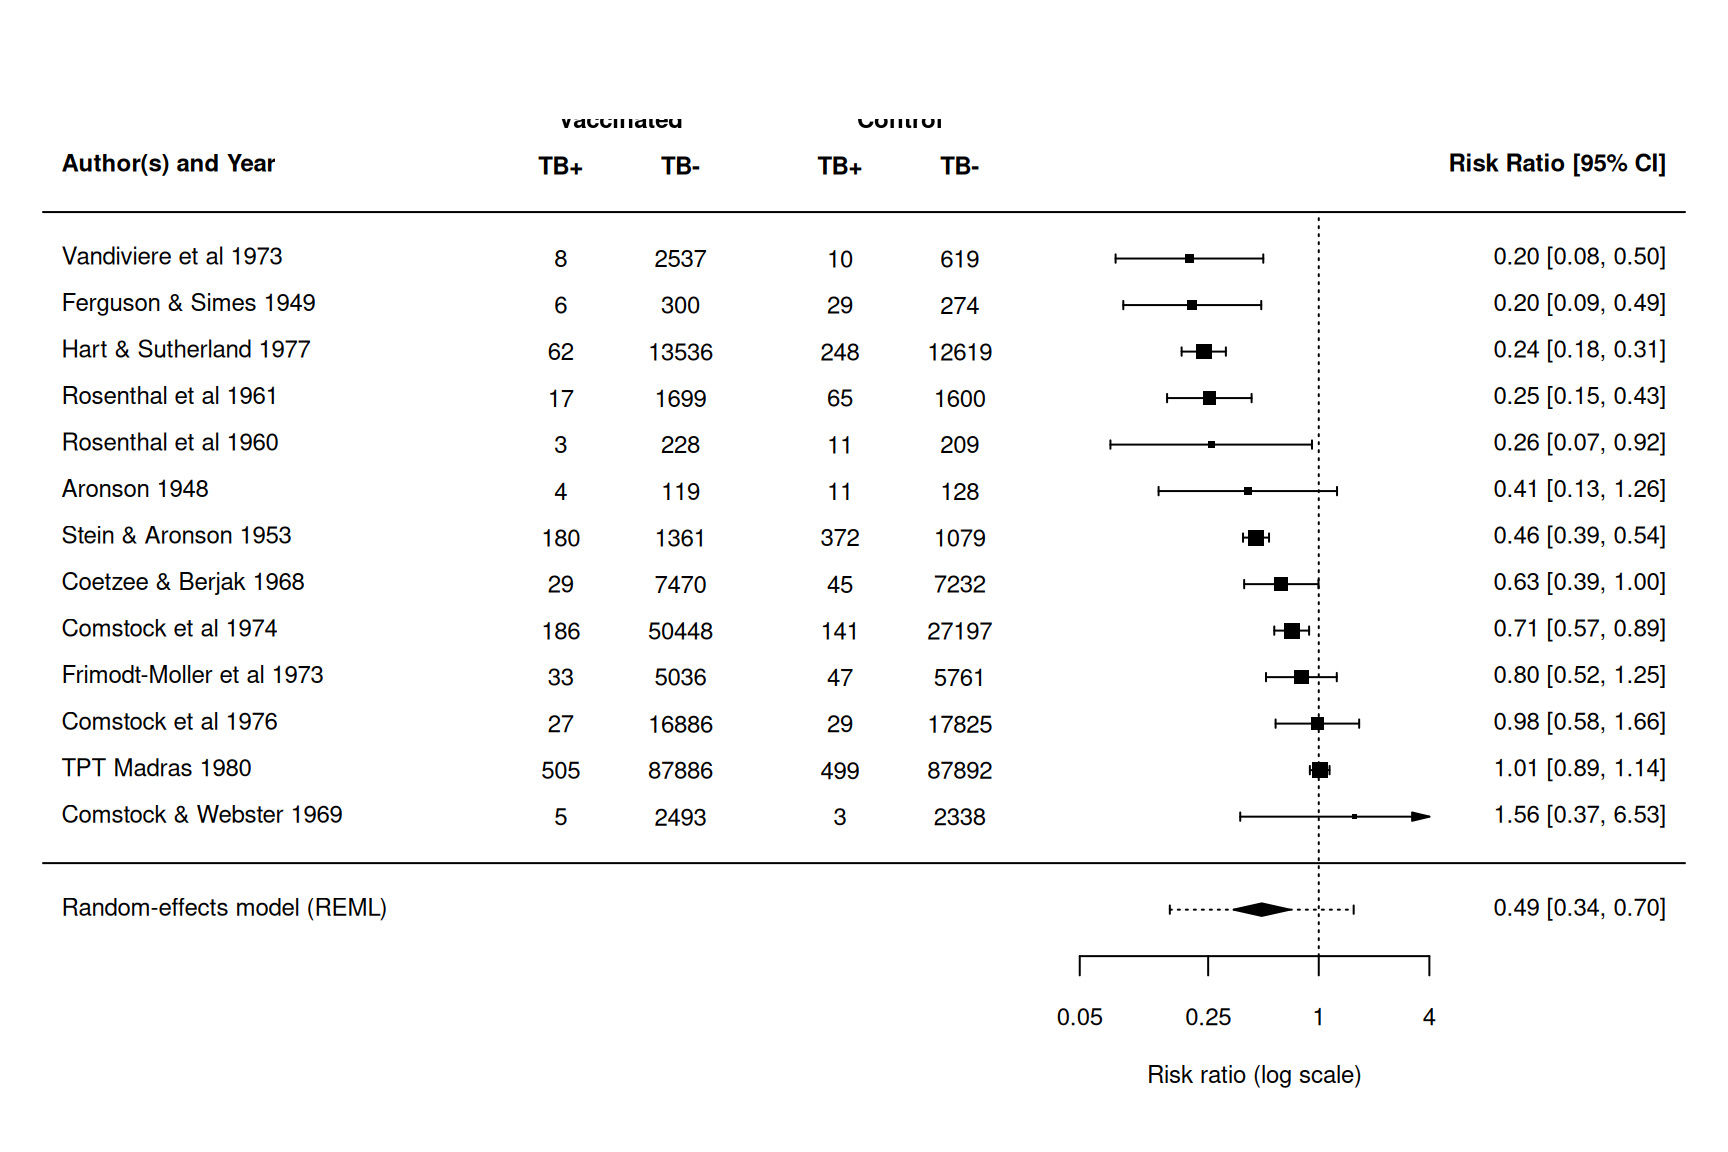 Vaccinated Control
Author(s) and Year TB+ TB- TB+ TB- Risk Ratio [95% CI]
Vandiviere et al 1973 8 2537 10 619 0.20 [0.08, 0.50]
Ferguson & Simes 1949 6 300 29 274 0.20 [0.09, 0.49]
Hart & Sutherland 1977 62 13536 248 12619 0.24 [0.18, 0.31]
Rosenthal et al 1961 17 1699 65 1600 0.25 [0.15, 0.43]
Rosenthal et al 1960 3 228 11 209 0.26 [0.07, 0.92]
Aronson 1948 4 119 11 128 0.41 [0.13, 1.26]
Stein & Aronson 1953 180 1361 372 1079 0.46 [0.39, 0.54]
Coetzee & Berjak 1968 29 7470 45 7232 0.63 [0.39, 1.00]
Comstock et al 1974 186 50448 141 27197 0.71 [0.57, 0.89]
Frimodt-Moller et al 1973 33 5036 47 5761 0.80 [0.52, 1.25]
Comstock et al 1976 27 16886 29 17825 0.98 [0.58, 1.66]
TPT Madras 1980 505 87886 499 87892 1.01 [0.89, 1.14]
Comstock & Webster 1969 5 2493 3 2338 1.56 [0.37, 6.53]
Random-effects model (REML) 0.49 [0.34, 0.70]
0.05 0.25 1 4
Risk ratio (log scale)